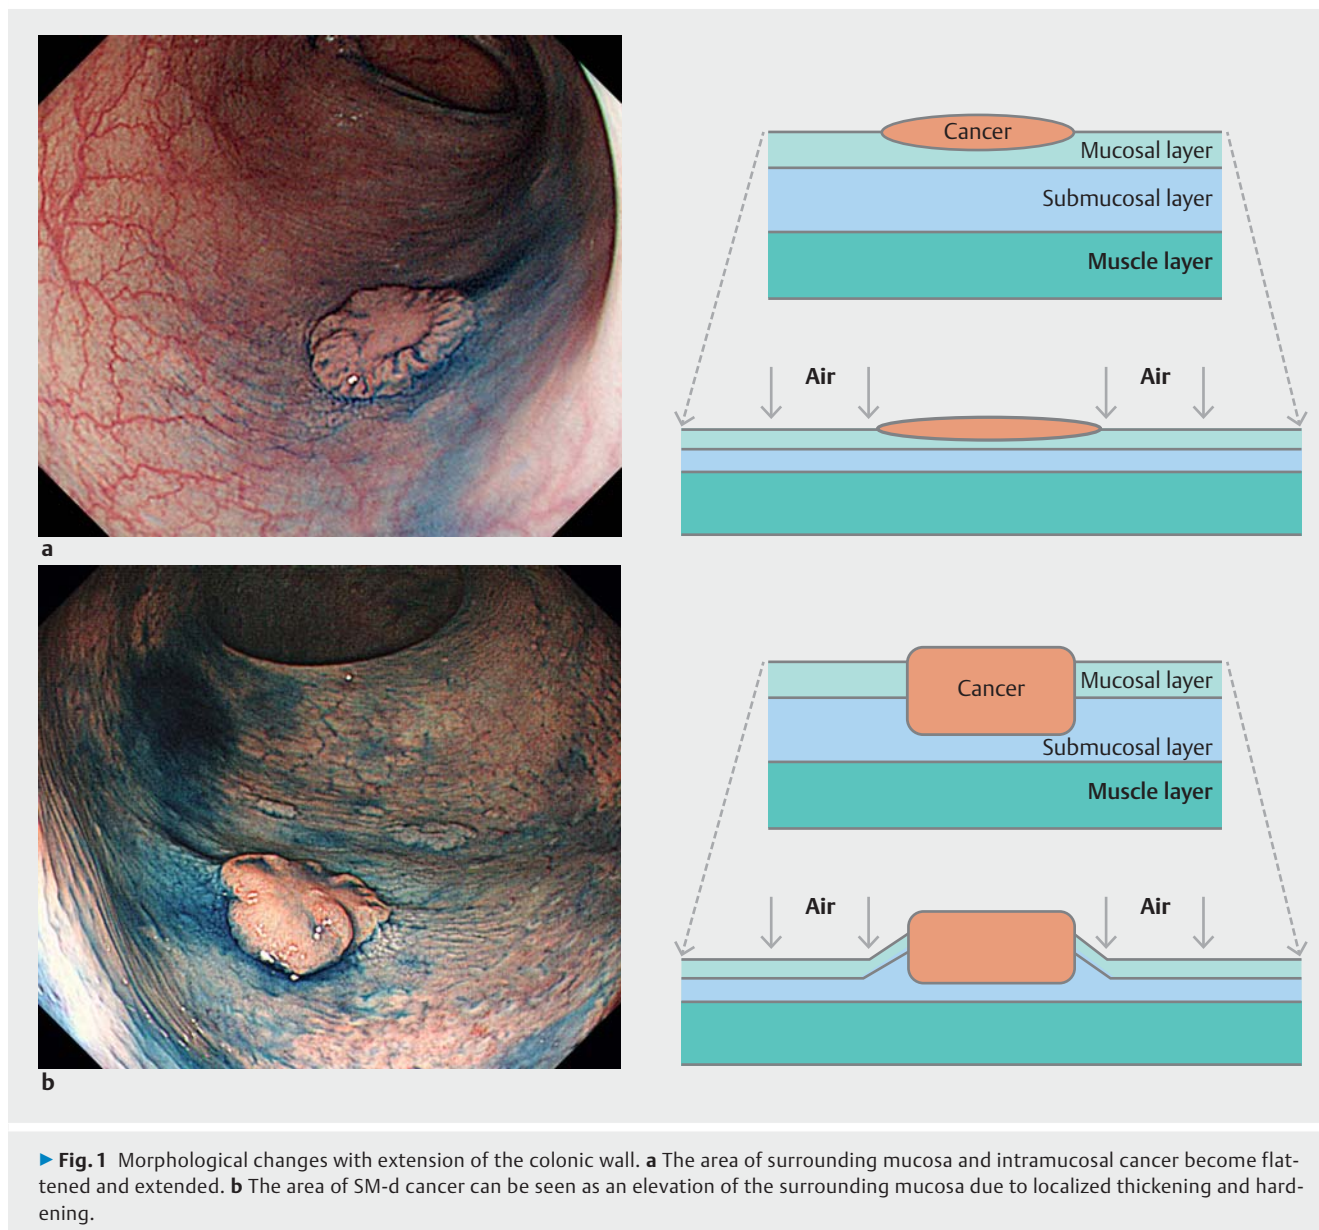 Cancer
Mucosal layer
Submucosal layer
Muscle layer
Air Air
a
Cancer
Mucosal layer
Submucosal layer
Muscle layer
Air Air
b
▶ Fig. 1 Morphological changes with extension of the colonic wall. a The area of surrounding mucosa and intramucosal cancer become flat-
tened and extended. b The area of SM-d cancer can be seen as an elevation of the surrounding mucosa due to localized thickening and hard-
ening.